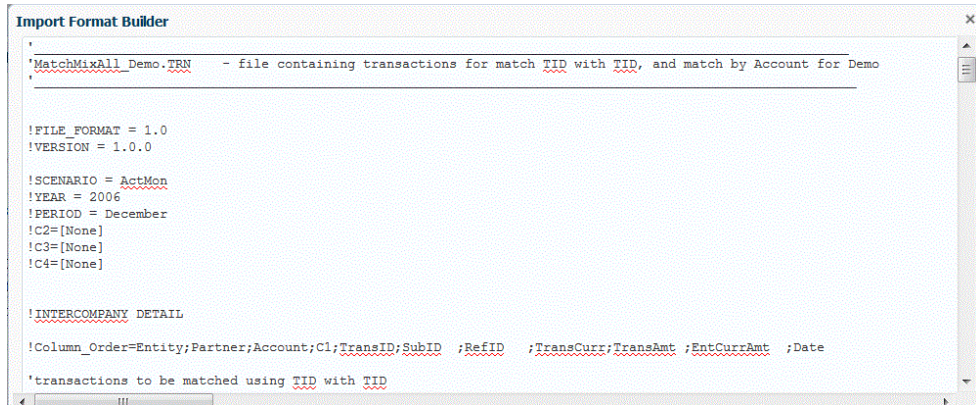 Import Format Builder
'
'MatchMixAll_Demo.TRN    - file containing transactions for match TID with TID, and match by Account for Demo
'
!FILE_FORMAT = 1.0
!VERSION = 1.0.0
!SCENARIO = ActMon
!YEAR = 2006
!PERIOD = December
!C2=[None]
!C3=[None]
!C4=[None]
!INTERCOMPANY DETAIL
!Column_Order=Entity;Partner;Account;C1;TransID;SubID  ;RefID   ;TransCurr;TransAmt ;EntCurrAmt  ;Date
'transactions to be matched using TID with TID